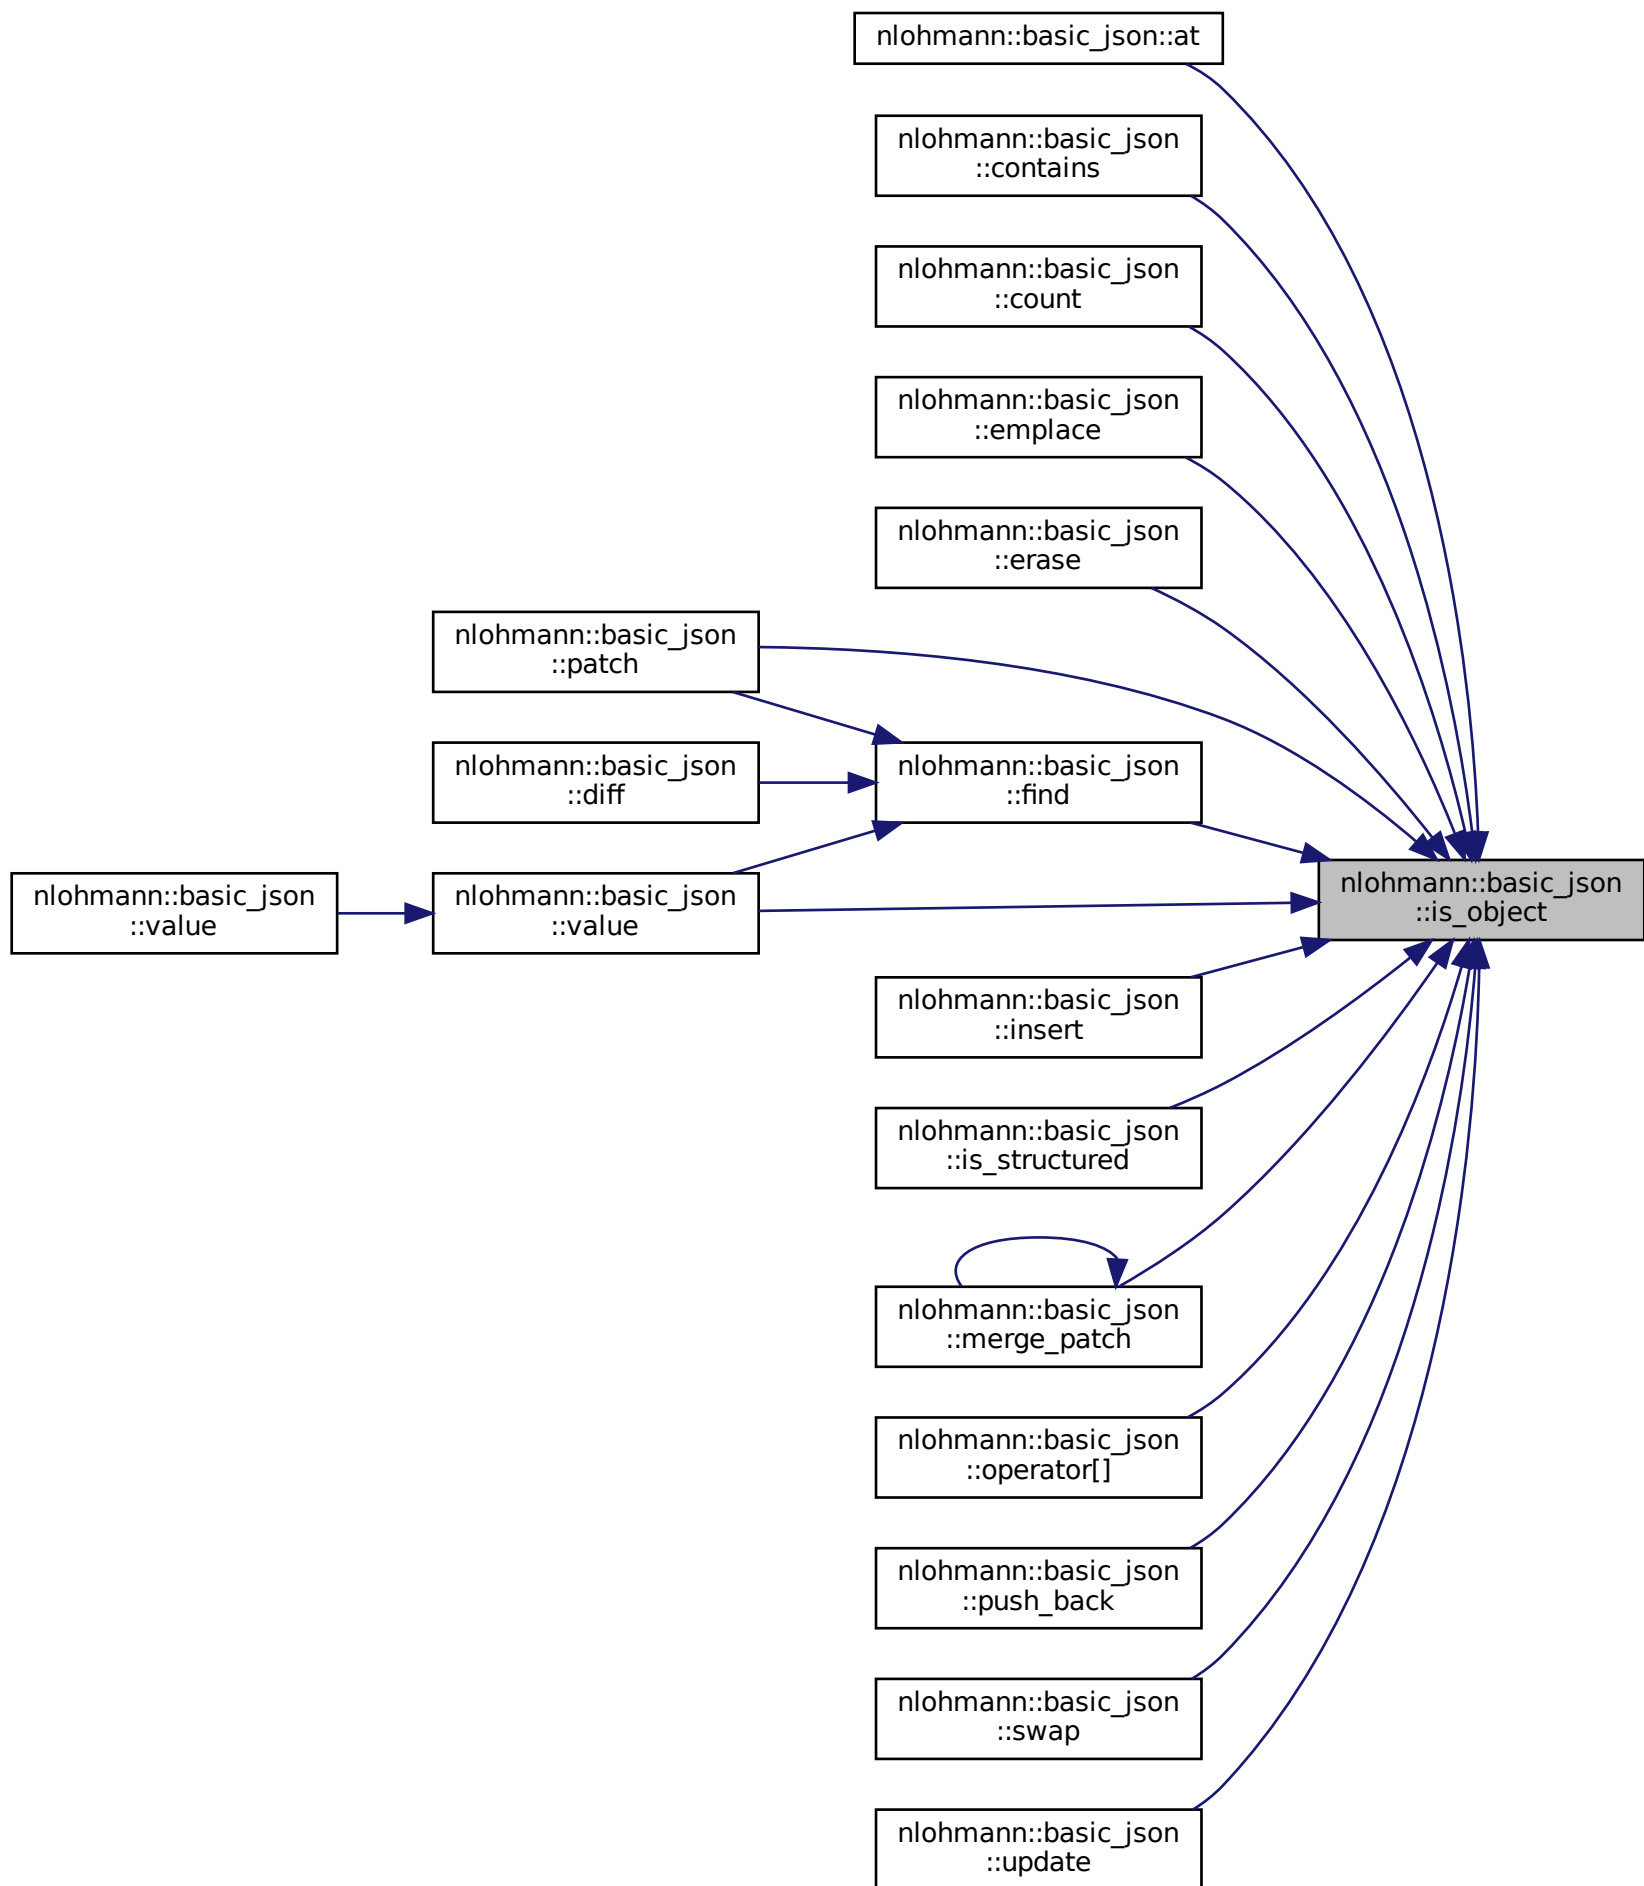 nlohmann::basic_json::at
nlohmann::basic_json
::contains
nlohmann::basic_json
::count
nlohmann::basic_json
::emplace
nlohmann::basic_json
::erase
nlohmann::basic_json
::patch
nlohmann::basic_json
::diff
nlohmann::basic_json
::find
nlohmann::basic_json
::value
nlohmann::basic_json
::value
nlohmann::basic_json
::is_object
nlohmann::basic_json
::insert
nlohmann::basic_json
::is_structured
nlohmann::basic_json
::merge_patch
nlohmann::basic_json
::operator[]
nlohmann::basic_json
::push_back
nlohmann::basic_json
::swap
nlohmann::basic_json
::update